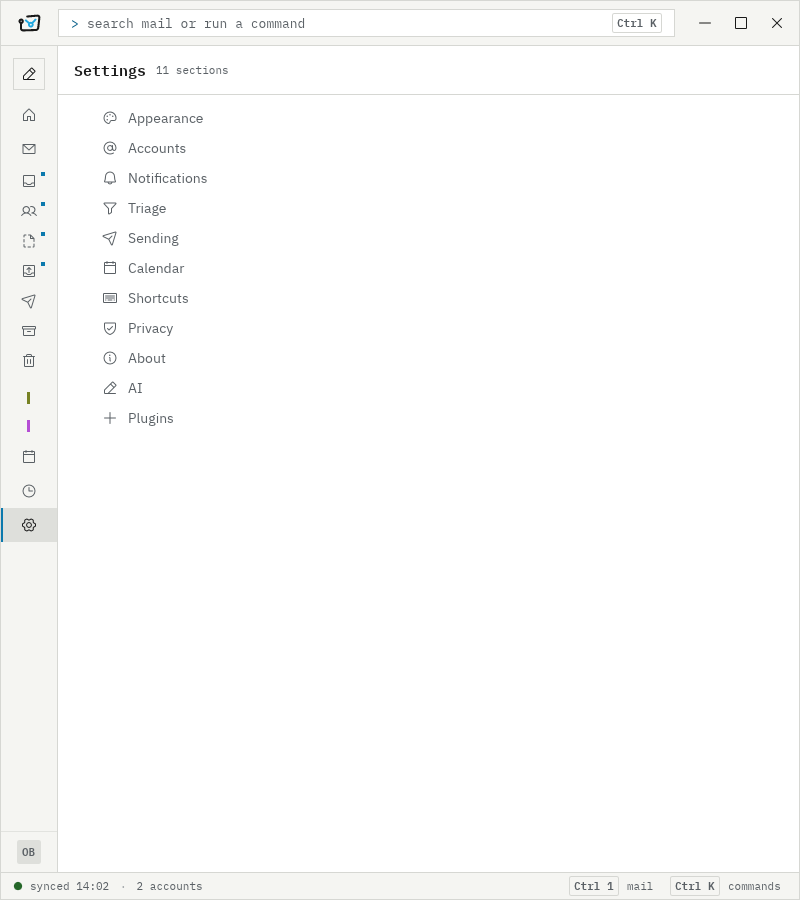 > search mail or run a command Ctrl K
Settings 11 sections
Appearance
Accounts
Notifications
Triage
Sending
Calendar
Shortcuts
Privacy
About
AI
Plugins
OB
synced 14:02 · 2 accounts Ctrl 1 mail Ctrl K commands